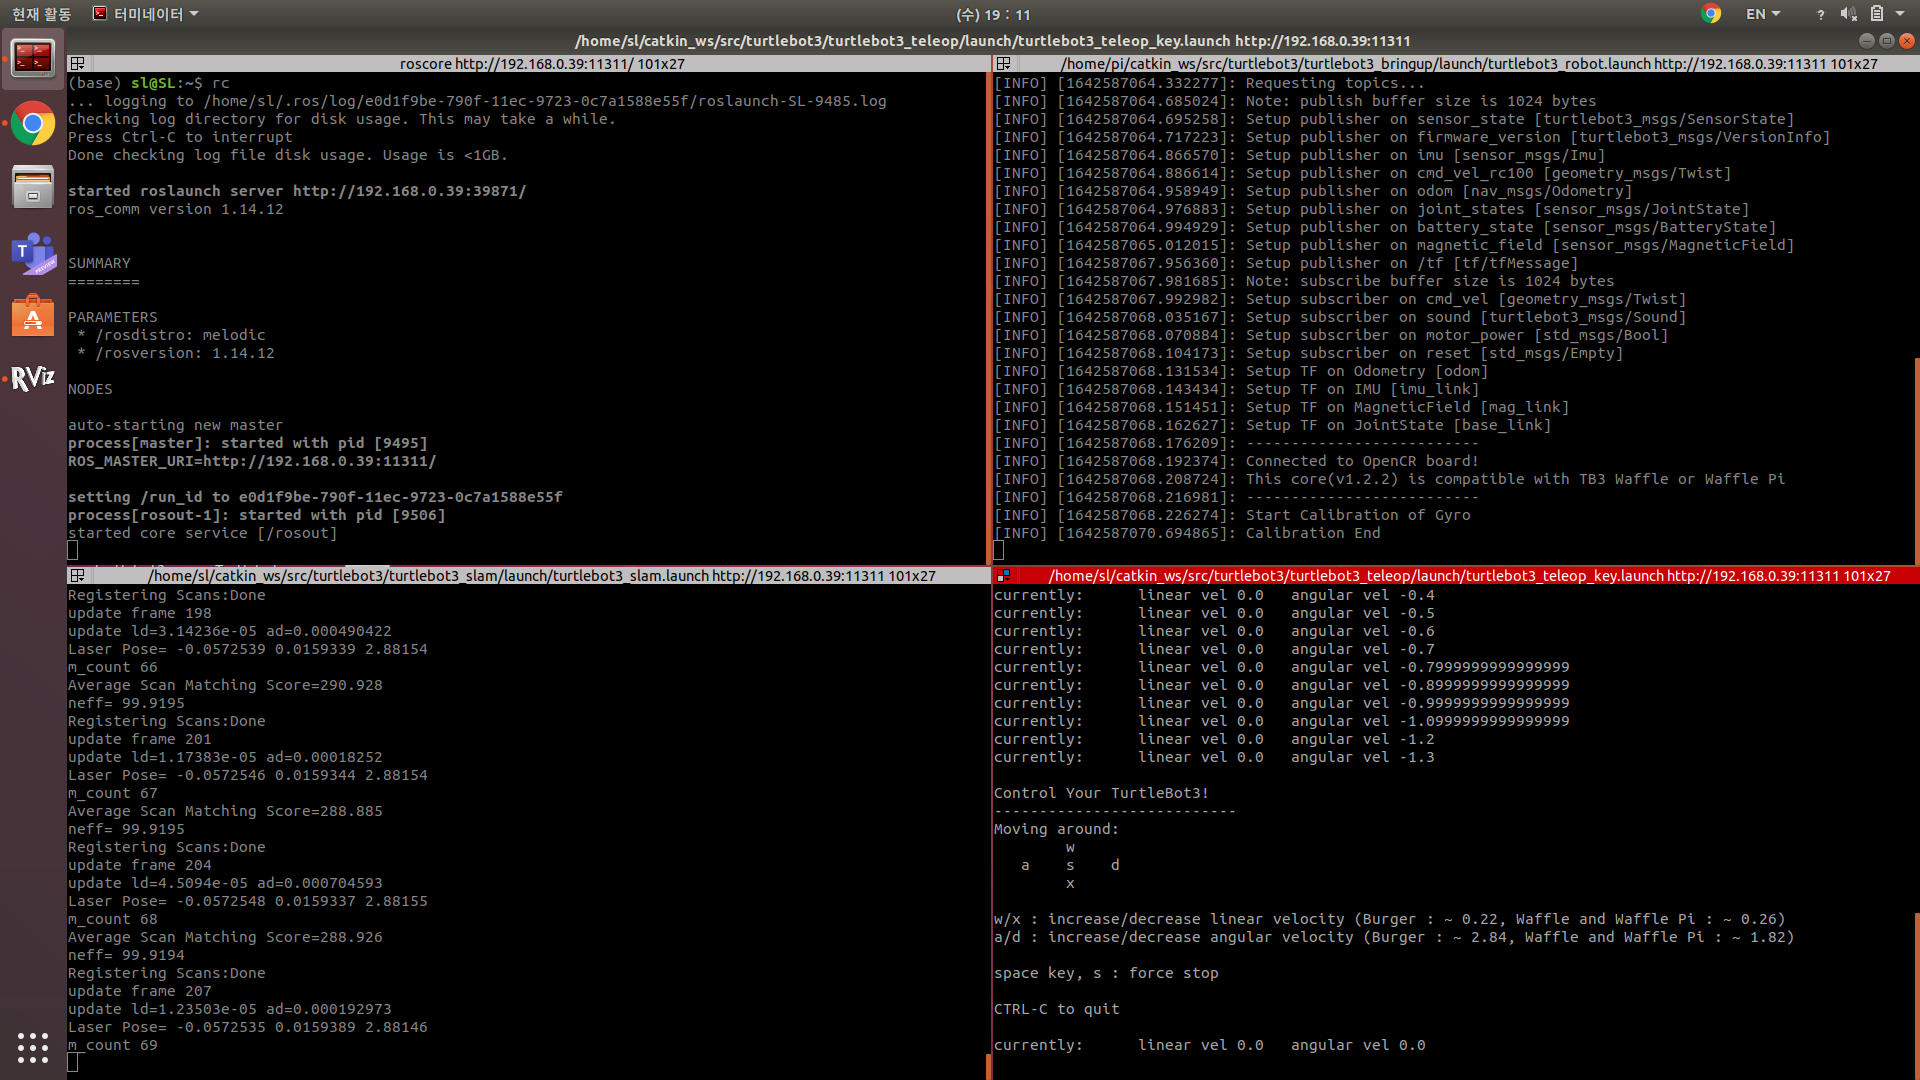 현재 활동
터미네이터
(수) 19 : 11
EN
?
/home/sl/catkin_ws/src/turtlebot3/turtlebot3_teleop/launch/turtlebot3_teleop_key.launch http://192.168.0.39:11311
T
PREVIEW
A
RViz
roscore http://192.168.0.39:11311/ 101x27
(base) sl@SL:~$ rc
... logging to /home/sl/.ros/log/e0d1f9be-790f-11ec-9723-0c7a1588e55f/roslaunch-SL-9485.log
Checking log directory for disk usage. This may take a while.
Press Ctrl-C to interrupt
Done checking log file disk usage. Usage is <1GB.
started roslaunch server http://192.168.0.39:39871/
ros_comm version 1.14.12
SUMMARY
========
PARAMETERS
* /rosdistro: melodic
* /rosversion: 1.14.12
NODES
auto-starting new master
process[master]: started with pid [9495]
ROS_MASTER_URI=http://192.168.0.39:11311/
setting /run_id to e0d1f9be-790f-11ec-9723-0c7a1588e55f
process[rosout-1]: started with pid [9506]
started core service [/rosout]
/home/pi/catkin_ws/src/turtlebot3/turtlebot3_bringup/launch/turtlebot3_robot.launch http://192.168.0.39:11311 101x27
[INFO] [1642587064.332277]: Requesting topics...
[INFO] [1642587064.685024]: Note: publish buffer size is 1024 bytes
[INFO] [1642587064.695258]: Setup publisher on sensor_state [turtlebot3_msgs/SensorState]
[INFO] [1642587064.717223]: Setup publisher on firmware_version [turtlebot3_msgs/VersionInfo]
[INFO] [1642587064.866570]: Setup publisher on imu [sensor_msgs/Imu]
[INFO] [1642587064.886614]: Setup publisher on cmd_vel_rc100 [geometry_msgs/Twist]
[INFO] [1642587064.958949]: Setup publisher on odom [nav_msgs/Odometry]
[INFO] [1642587064.976883]: Setup publisher on joint_states [sensor_msgs/JointState]
[INFO] [1642587064.994929]: Setup publisher on battery_state [sensor_msgs/BatteryState]
[INFO] [1642587065.012015]: Setup publisher on magnetic_field [sensor_msgs/MagneticField]
[INFO] [1642587067.956360]: Setup publisher on /tf [tf/tfMessage]
[INFO] [1642587067.981685]: Note: subscribe buffer size is 1024 bytes
[INFO] [1642587067.992982]: Setup subscriber on cmd_vel [geometry_msgs/Twist]
[INFO] [1642587068.035167]: Setup subscriber on sound [turtlebot3_msgs/Sound]
[INFO] [1642587068.070884]: Setup subscriber on motor_power [std_msgs/Bool]
[INFO] [1642587068.104173]: Setup subscriber on reset [std_msgs/Empty]
[INFO] [1642587068.131534]: Setup TF on Odometry [odom]
[INFO] [1642587068.143434]: Setup TF on IMU [imu_link]
[INFO] [1642587068.151451]: Setup TF on MagneticField [mag_link]
[INFO] [1642587068.162627]: Setup TF on JointState [base_link]
[INFO] [1642587068.176209]: --------------------------
[INFO] [1642587068.192374]: Connected to OpenCR board!
[INFO] [1642587068.208724]: This core(v1.2.2) is compatible with TB3 Waffle or Waffle Pi
[INFO] [1642587068.216981]: --------------------------
[INFO] [1642587068.226274]: Start Calibration of Gyro
[INFO] [1642587070.694865]: Calibration End
/home/sl/catkin_ws/src/turtlebot3/turtlebot3_slam/launch/turtlebot3_slam.launch http://192.168.0.39:11311 101x27
Registering Scans:Done
update frame 198
update ld=3.14236e-05 ad=0.000490422
Laser Pose= -0.0572539 0.0159339 2.88154
m_count 66
Average Scan Matching Score=290.928
neff= 99.9195
Registering Scans:Done
update frame 201
update ld=1.17383e-05 ad=0.00018252
Laser Pose= -0.0572546 0.0159344 2.88154
m_count 67
Average Scan Matching Score=288.885
neff= 99.9195
Registering Scans:Done
update frame 204
update ld=4.5094e-05 ad=0.000704593
Laser Pose= -0.0572548 0.0159337 2.88155
m_count 68
Average Scan Matching Score=288.926
neff= 99.9194
Registering Scans:Done
update frame 207
update ld=1.23503e-05 ad=0.000192973
Laser Pose= -0.0572535 0.0159389 2.88146
m_count 69
/home/sl/catkin_ws/src/turtlebot3/turtlebot3_teleop/launch/turtlebot3_teleop_key.launch http://192.168.0.39:11311 101x27
currently: linear vel 0.0 angular vel -0.4
currently: linear vel 0.0 angular vel -0.5
currently: linear vel 0.0 angular vel -0.6
currently: linear vel 0.0 angular vel -0.7
currently: linear vel 0.0 angular vel -0.7999999999999999
currently: linear vel 0.0 angular vel -0.8999999999999999
currently: linear vel 0.0 angular vel -0.9999999999999999
currently: linear vel 0.0 angular vel -1.0999999999999999
currently: linear vel 0.0 angular vel -1.2
currently: linear vel 0.0 angular vel -1.3
Control Your TurtleBot3!
---------------------------
Moving around:
w
a s d
x
w/x : increase/decrease linear velocity (Burger : ~ 0.22, Waffle and Waffle Pi : ~ 0.26)
a/d : increase/decrease angular velocity (Burger : ~ 2.84, Waffle and Waffle Pi : ~ 1.82)
space key, s : force stop
CTRL-C to quit
currently: linear vel 0.0 angular vel 0.0